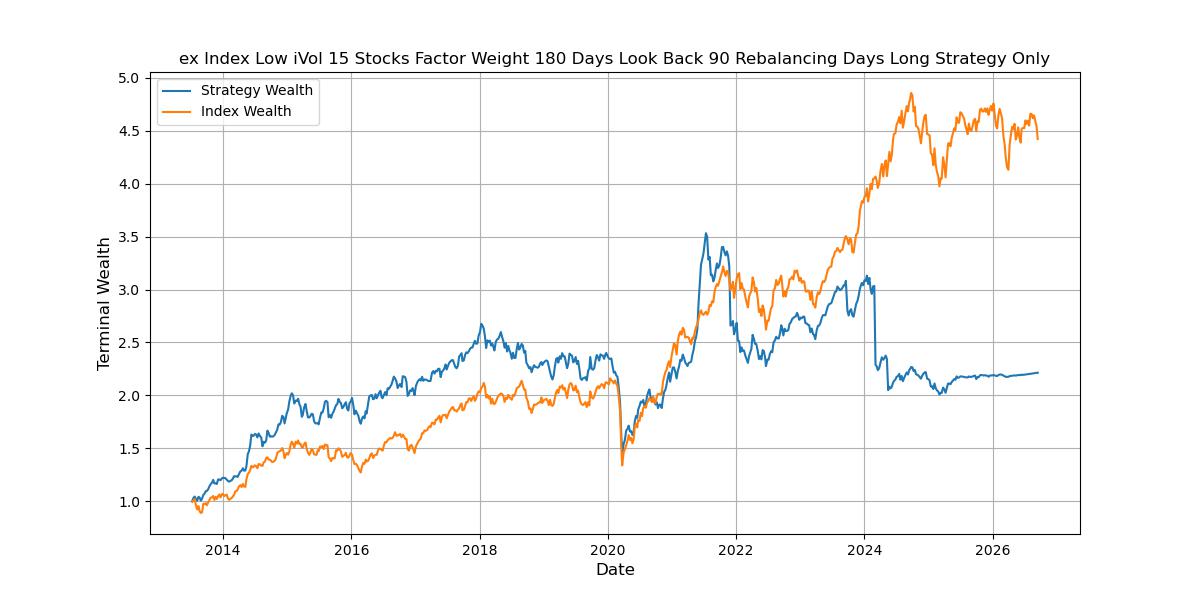 ex Index Low iVol 15 Stocks Factor Weight 180 Days Look Back 90 Rebalancing Days Long Strategy Only
Strategy Wealth
Index Wealth
Terminal Wealth
5.0
4.5
4.0
3.5
3.0
2.5
2.0
1.5
1.0
2014 2016 2018 2020 2022 2024 2026
Date